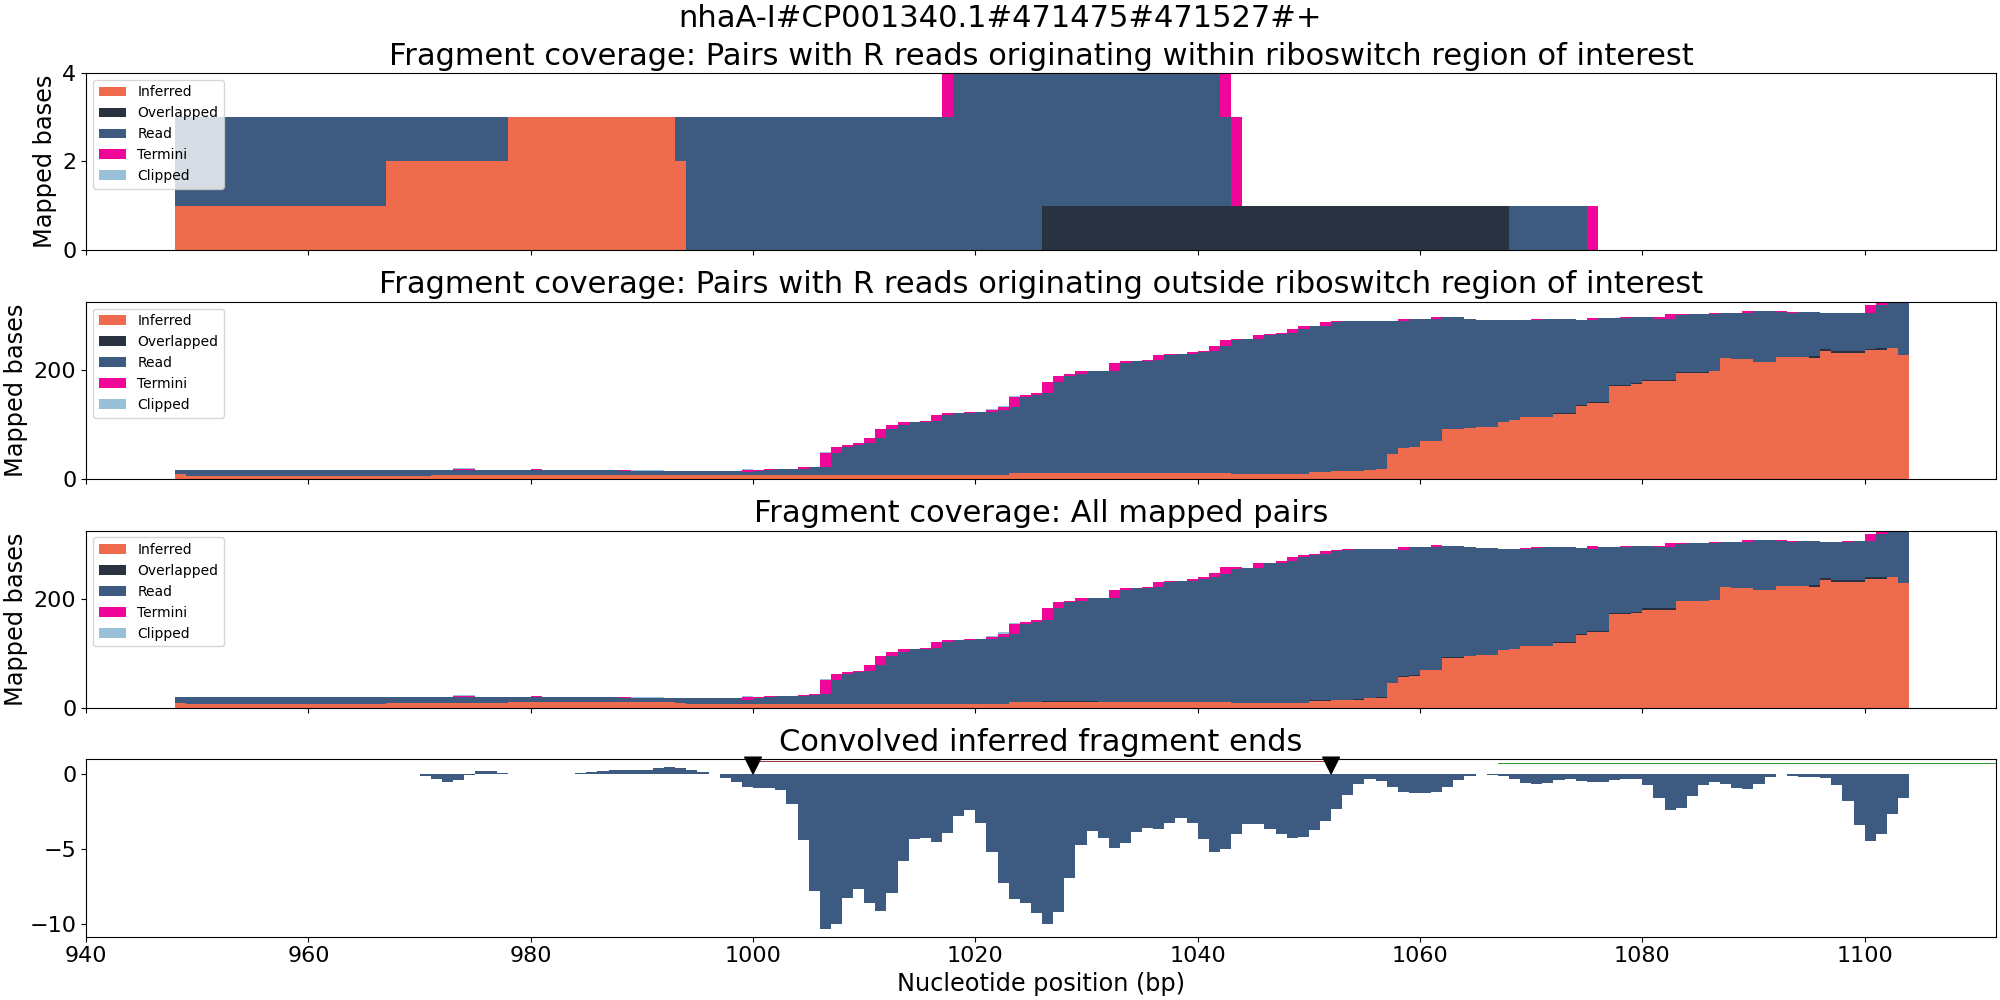 nhaA-I#CP001340.1#471475#471527#+
Fragment coverage: Pairs with R reads originating within riboswitch region of interest
Mapped bases
4
2
0
Inferred
Overlapped
Read
Termini
Clipped
Fragment coverage: Pairs with R reads originating outside riboswitch region of interest
Mapped bases
200
0
Inferred
Overlapped
Read
Termini
Clipped
Fragment coverage: All mapped pairs
Mapped bases
200
0
Inferred
Overlapped
Read
Termini
Clipped
Convolved inferred fragment ends
0
−5
−10
940 960 980 1000 1020 1040 1060 1080 1100
Nucleotide position (bp)